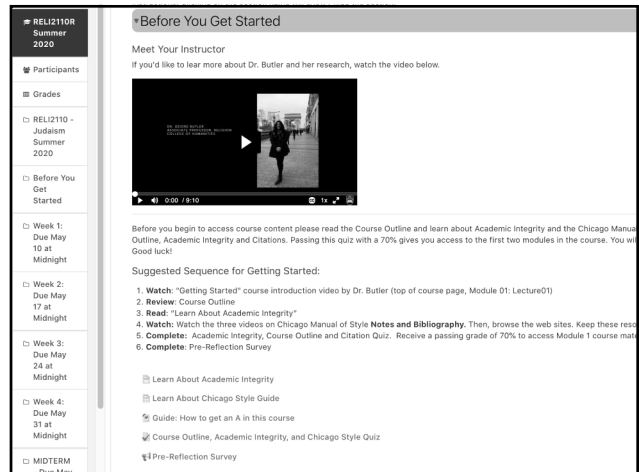 RELI2110R
Summer
2020
Participants
Grades
RELI2110 -
Judaism
Summer
2020
Before You
Get
Started
Week 1:
Due May
10 at
Midnight
Week 2:
Due May
17 at
Midnight
Week 3:
Due May
24 at
Midnight
Week 4:
Due May
31 at
Midnight
MIDTERM
- Due May
Before You Get Started
Meet Your Instructor
If you'd like to lear more about Dr. Butler and her research, watch the video below.
DR. DEIDRE BUTLER
ASSOCIATE PROFESSOR, RELIGION
COLLEGE OF HUMANITIES
0:00 / 9:10
1x
Before you begin to access course content please read the Course Outline and learn about Academic Integrity and the Chicago Manua
Outline, Academic Integrity and Citations. Passing this quiz with a 70% gives you access to the first two modules in the course. You wil
Good luck!
Suggested Sequence for Getting Started:
1. Watch: "Getting Started" course introduction video by Dr. Butler (top of course page, Module 01: Lecture01)
2. Review: Course Outline
3. Read: "Learn About Academic Integrity"
4. Watch: Watch the three videos on Chicago Manual of Style Notes and Bibliography. Then, browse the web sites. Keep these reso
5. Complete: Academic Integrity, Course Outline and Citation Quiz. Receive a passing grade of 70% to access Module 1 course mate
6. Complete: Pre-Reflection Survey
Learn About Academic Integrity
Learn About Chicago Style Guide
Guide: How to get an A in this course
Course Outline, Academic Integrity, and Chicago Style Quiz
Pre-Reflection Survey